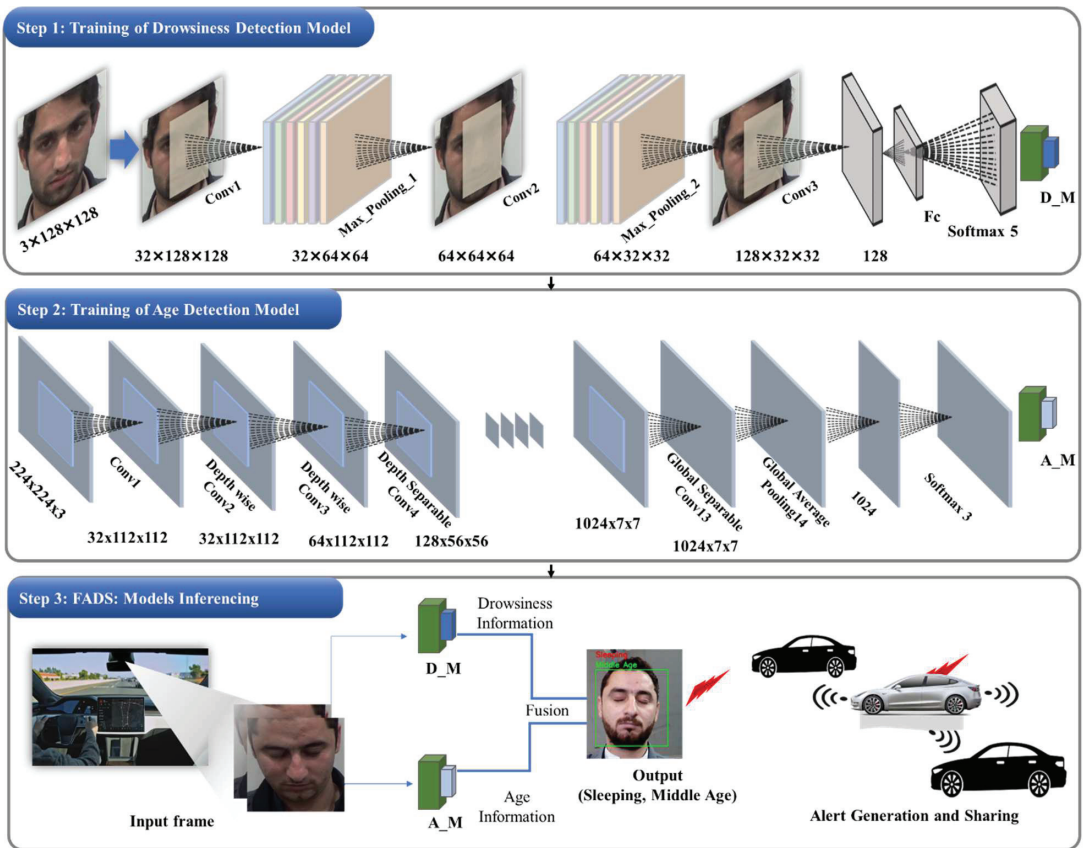 Step 1: Training of Drowsiness Detection Model
3×128×128
Conv1
Max_Pooling_1
Conv2
Max_Pooling_2
Conv3
Fc
Softmax 5
D_M
32×128×128
32×64×64
64×64×64
64×32×32
128×32×32
128
Step 2: Training of Age Detection Model
224x224x3
Conv1
Depth wise
Conv2
Depth wise
Conv3
Depth Separable
Conv4
Global Separable
Conv13
Global Average
Pooling14
1024
Softmax 3
A_M
32x112x112
32x112x112
64x112x112
128x56x56
1024x7x7
1024x7x7
Step 3: FADS: Models Inferencing
Drowsiness
Information
D_M
Fusion
Sleeping
Middle Age
Age
Information
A_M
Input frame
Output
(Sleeping, Middle Age)
Alert Generation and Sharing